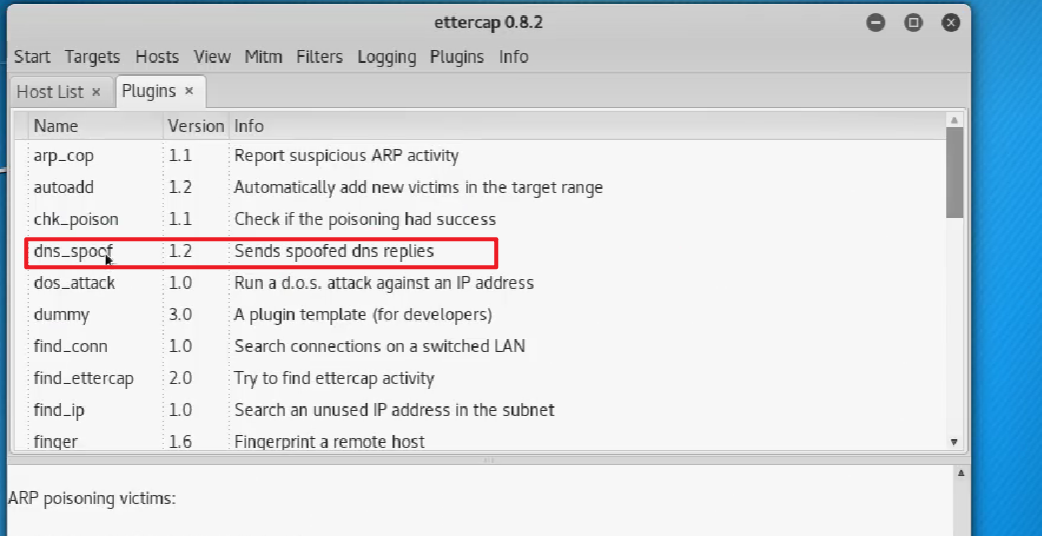 ettercap 0.8.2
Start Targets Hosts View Mitm Filters Logging Plugins Info
Host List × Plugins ×
Name Version Info
arp_cop 1.1 Report suspicious ARP activity
autoadd 1.2 Automatically add new victims in the target range
chk_poison 1.1 Check if the poisoning had success
dns_spoof 1.2 Sends spoofed dns replies
dos_attack 1.0 Run a d.o.s. attack against an IP address
dummy 3.0 A plugin template (for developers)
find_conn 1.0 Search connections on a switched LAN
find_ettercap 2.0 Try to find ettercap activity
find_ip 1.0 Search an unused IP address in the subnet
finger 1.6 Fingerprint a remote host
ARP poisoning victims: